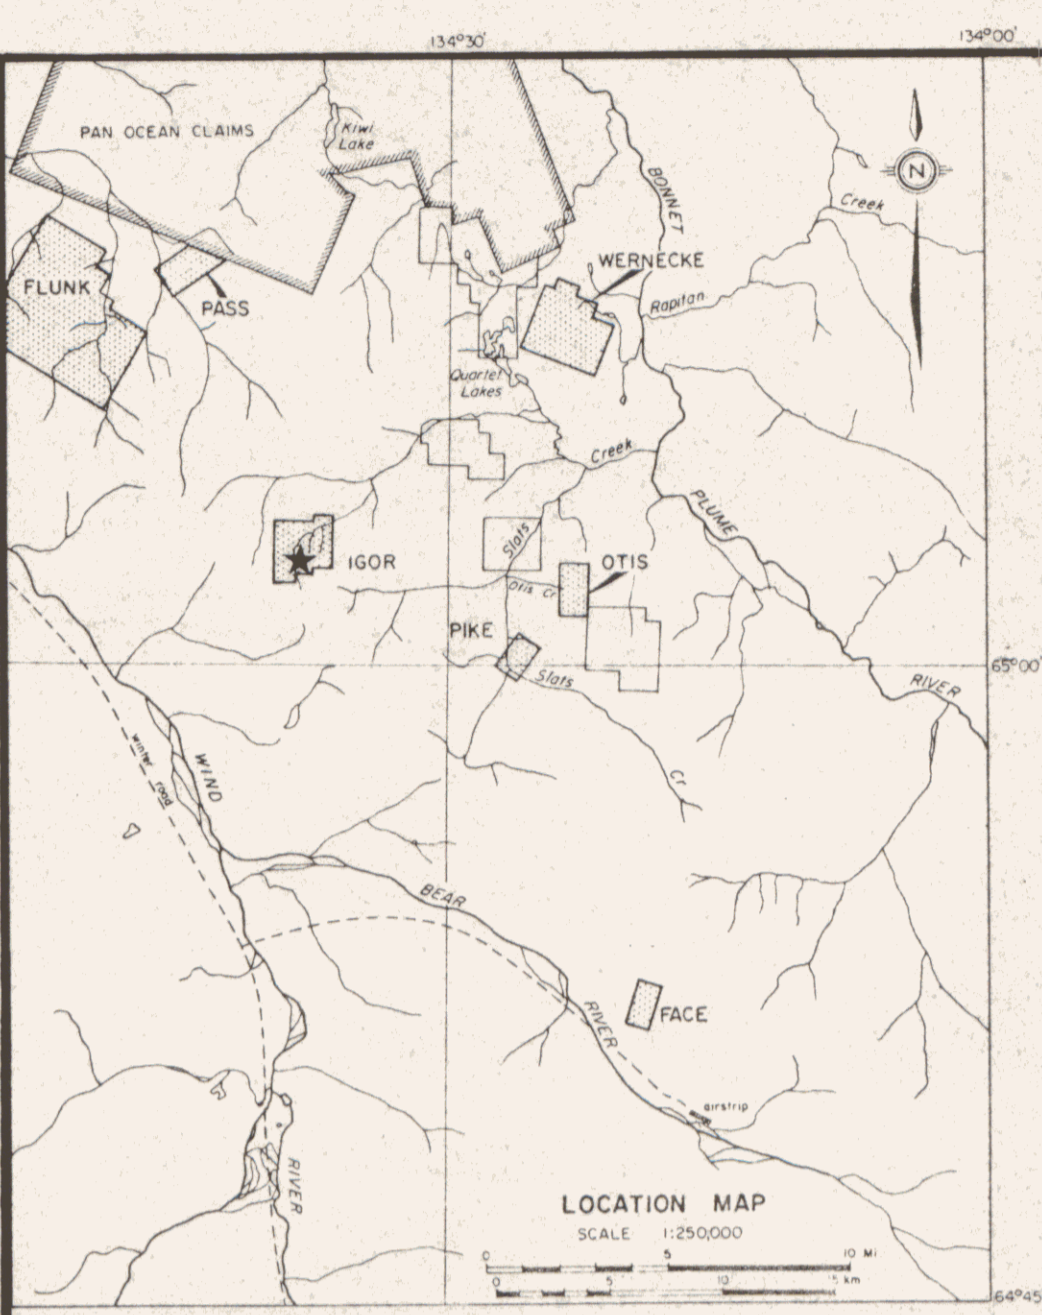 134°30'
134°00'
PAN OCEAN CLAIMS
Kiwi
Lake
BONNET
N
Creek
WERNECKE
FLUNK
PASS
Rapitan
Quartet
Lakes
Creek
PLUME
Slats
IGOR
OTIS
Otis Cr
PIKE
65°00'
Slats
RIVER
winter road
WIND
Cr
BEAR
RIVER
FACE
airstrip
RIVER
LOCATION MAP
SCALE 1:250,000
0 5 10 Mi
0 5 10 15 km
64°45'